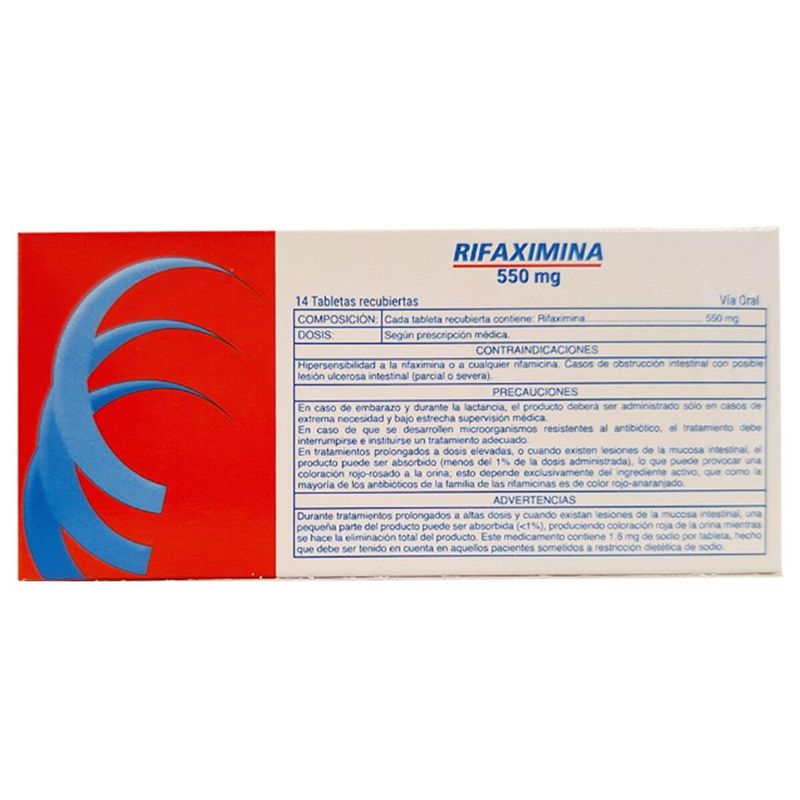 RIFAXIMINA
550 mg
14 Tabletas recubiertas Vía Oral
COMPOSICIÓN: Cada tableta recubierta contiene: Rifaximina................................ 550 mg
DOSIS: Según prescripción médica.
CONTRAINDICACIONES
Hipersensibilidad a la rifaximina o a cualquier rifamicina. Casos de obstrucción intestinal con posible
lesión ulcerosa intestinal (parcial o severa).
PRECAUCIONES
En caso de embarazo y durante la lactancia, el producto deberá ser administrado sólo en casos de
extrema necesidad y bajo estrecha supervisión médica.
En caso de que se desarrollen microorganismos resistentes al antibiótico, el tratamiento debe
interrumpirse e instituirse un tratamiento adecuado.
En tratamientos prolongados a dosis elevadas, o cuando existen lesiones de la mucosa intestinal, el
producto puede ser absorbido (menos del 1% de la dosis administrada), lo que puede provocar una
coloración rojo-rosado a la orina; esto depende exclusivamente del ingrediente activo, que como la
mayoría de los antibióticos de la familia de las rifamicinas es de color rojo-anaranjado.
ADVERTENCIAS
Durante tratamientos prolongados a altas dosis y cuando existan lesiones de la mucosa intestinal, una
pequeña parte del producto puede ser absorbida (<1%), produciendo coloración roja de la orina mientras
se hace la eliminación total del producto. Este medicamento contiene 1.6 mg de sodio por tableta, hecho
que debe ser tenido en cuenta en aquellos pacientes sometidos a restricción dietética de sodio.